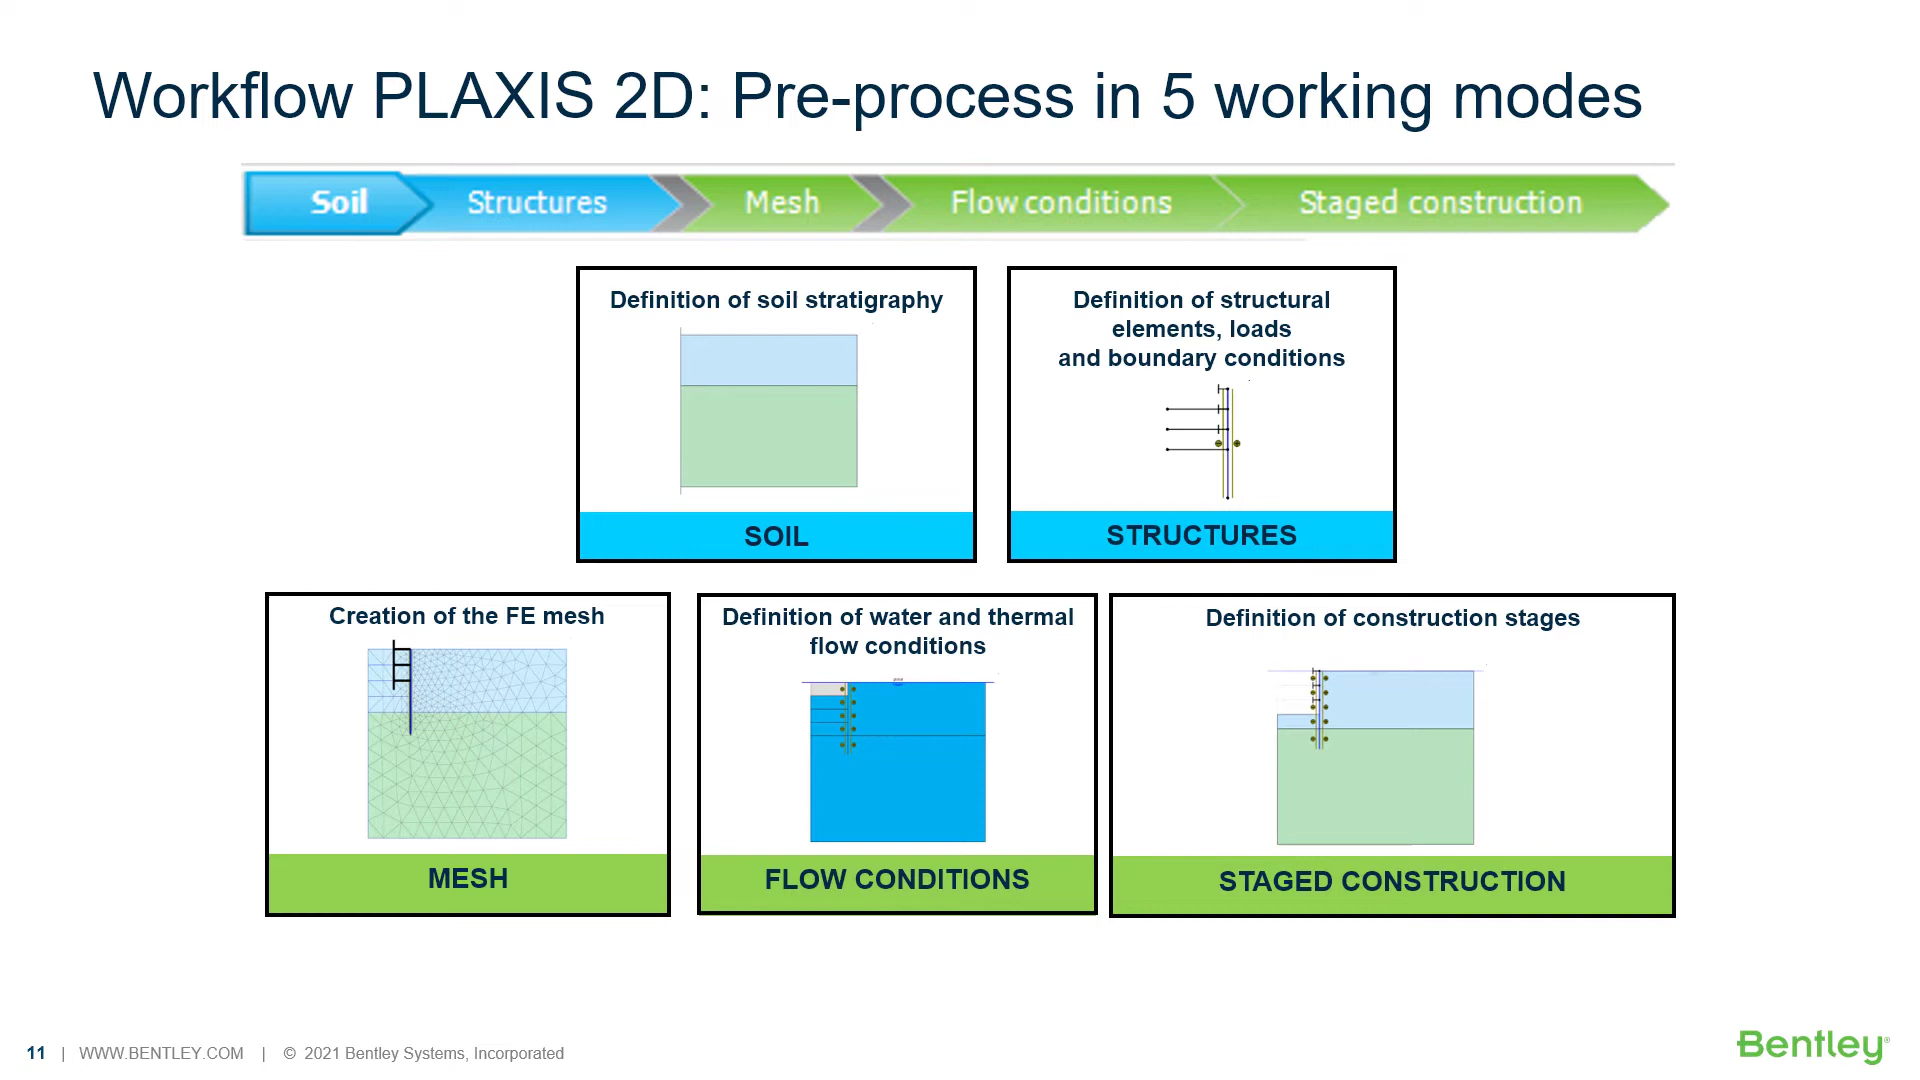 Workflow PLAXIS 2D: Pre-process in 5 working modes
Soil
Structures
Mesh
Flow conditions
Staged construction
Definition of soil stratigraphy
SOIL
Definition of structural
elements, loads
and boundary conditions
STRUCTURES
Creation of the FE mesh
MESH
Definition of water and thermal
flow conditions
FLOW CONDITIONS
Definition of construction stages
STAGED CONSTRUCTION
11 | WWW.BENTLEY.COM | © 2021 Bentley Systems, Incorporated
Bentley®